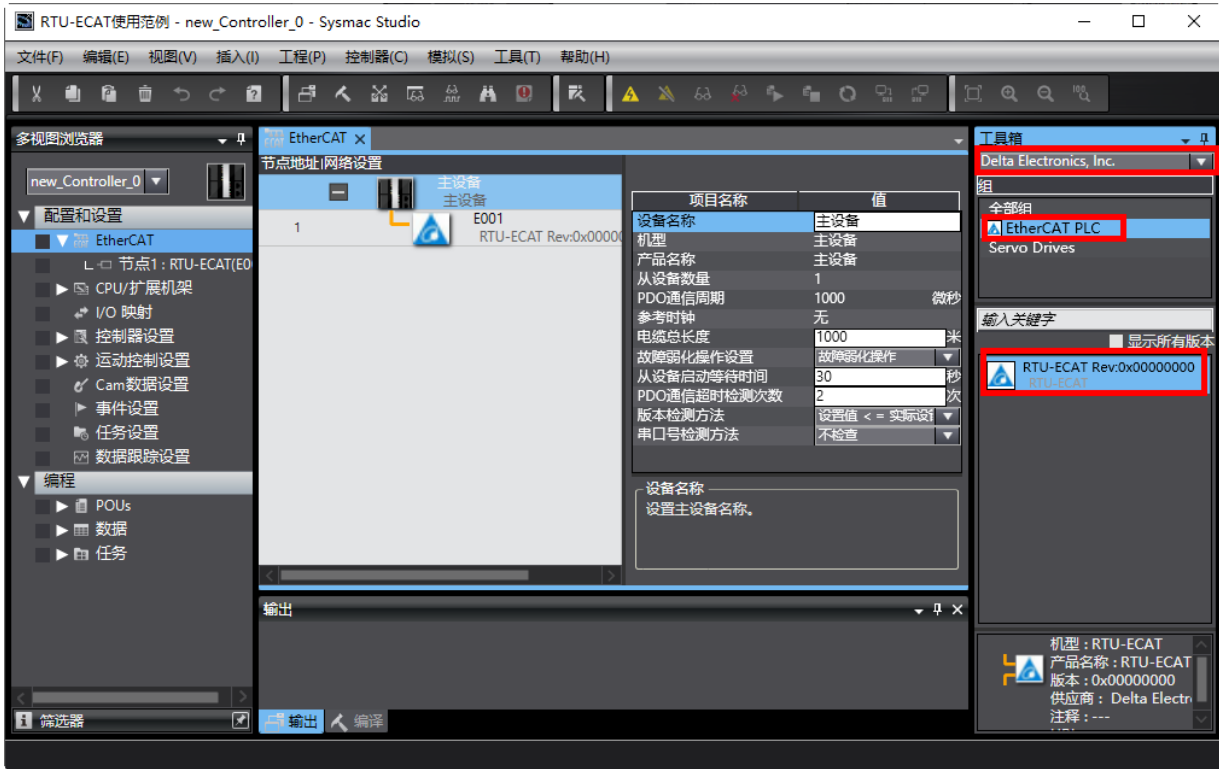 RTU-ECAT使用范例 - new_Controller_0 - Sysmac Studio
文件(F) 编辑(E) 视图(V) 插入(I) 工程(P) 控制器(C) 模拟(S) 工具(T) 帮助(H)
多视图浏览器
new_Controller_0
配置和设置
EtherCAT
节点1 : RTU-ECAT(E0
CPU/扩展机架
I/O 映射
控制器设置
运动控制设置
Cam数据设置
事件设置
任务设置
数据跟踪设置
编程
POUs
数据
任务
筛选器
EtherCAT
节点地址|网络设置
主设备
主设备
1
E001
RTU-ECAT Rev:0x0000
项目名称 值
设备名称 主设备
机型 主设备
产品名称 主设备
从设备数量 1
PDO通信周期 1000 微秒
参考时钟 无
电缆总长度 1000 米
故障弱化操作设置 故障弱化操作
从设备启动等待时间 30 秒
PDO通信超时检测次数 2 次
版本检测方法 设置值 <= 实际设
串口号检测方法 不检查
设备名称
设置主设备名称。
输出
输出 编译
工具箱
Delta Electronics, Inc.
组
全部组
EtherCAT PLC
Servo Drives
输入关键字
显示所有版本
RTU-ECAT Rev:0x00000000
RTU-ECAT
机型 : RTU-ECAT
产品名称 : RTU-ECAT
版本 : 0x00000000
供应商 : Delta Electr
注释 : ---